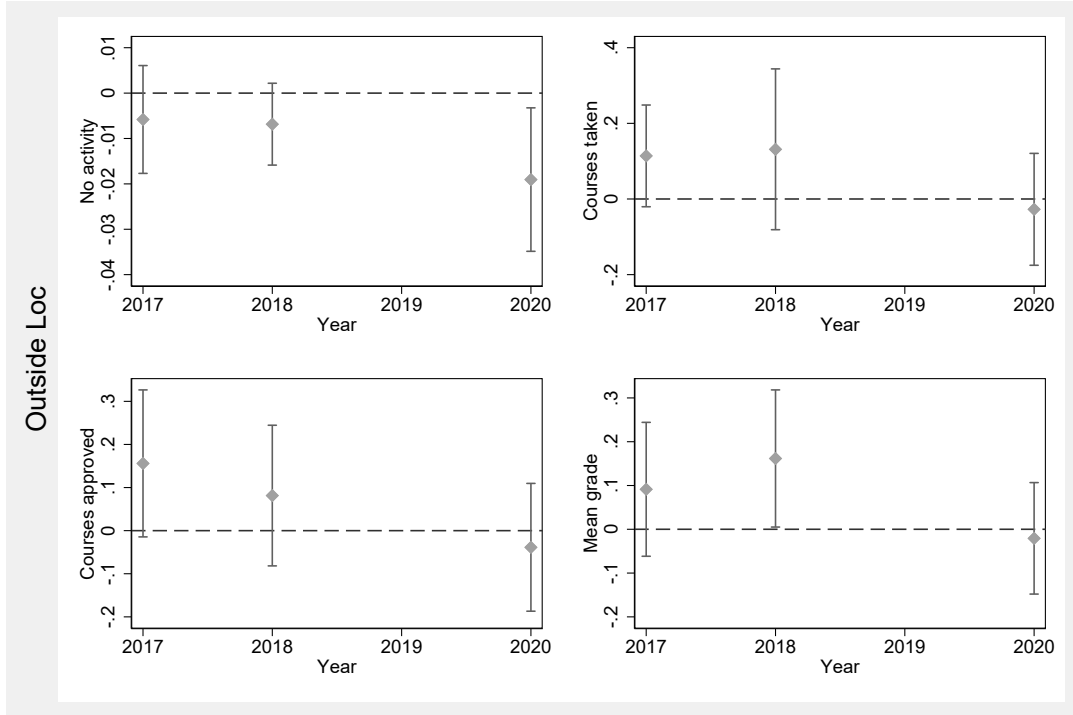 Outside Loc
No activity
.01
0
-.01
-.02
-.03
-.04
2017 2018 2019 2020
Year
Courses taken
.4
.2
0
-.2
2017 2018 2019 2020
Year
Courses approved
.3
.2
.1
0
-.1
-.2
2017 2018 2019 2020
Year
Mean grade
.3
.2
.1
0
-.1
-.2
2017 2018 2019 2020
Year